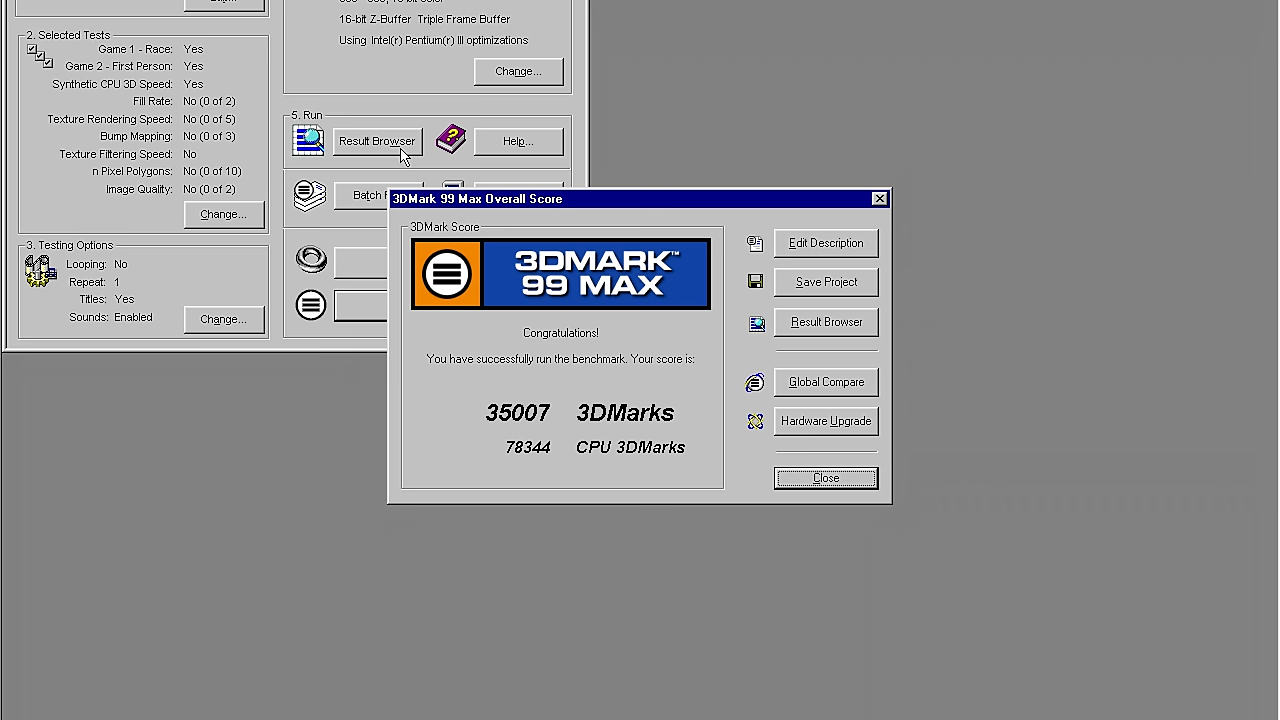 16-bit Z-Buffer Triple Frame Buffer
Using Intel(r) Pentium(r) III optimizations
Change...
2. Selected Tests
Game 1 - Race: Yes
Game 2 - First Person: Yes
Synthetic CPU 3D Speed: Yes
Fill Rate: No (0 of 2)
Texture Rendering Speed: No (0 of 5)
Bump Mapping: No (0 of 3)
Texture Filtering Speed: No
n Pixel Polygons: No (0 of 10)
Image Quality: No (0 of 2)
Change...
3. Testing Options
Looping: No
Repeat: 1
Titles: Yes
Sounds: Enabled
Change...
5. Run
Result Browser
Help...
Batch
3DMark 99 Max Overall Score
3DMark Score
3DMARK™
99 MAX
Congratulations!
You have successfully run the benchmark. Your score is:
35007 3DMarks
78344 CPU 3DMarks
Edit Description
Save Project
Result Browser
Global Compare
Hardware Upgrade
Close